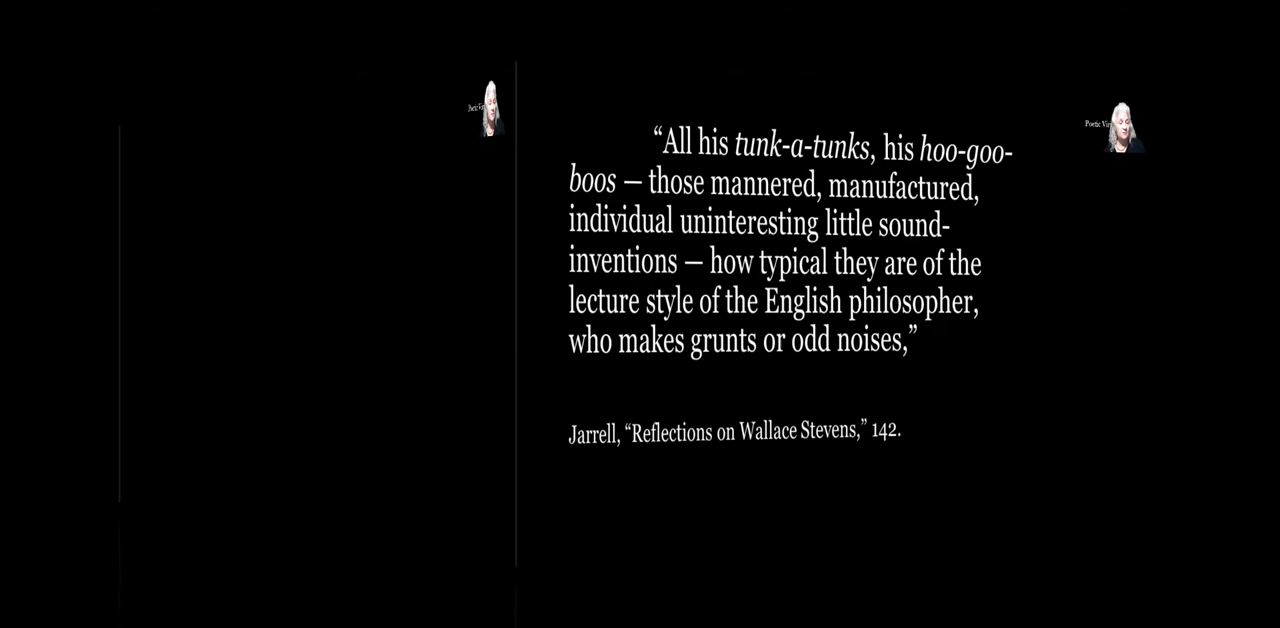 “All his tunk-a-tunks, his hoo-goo-
boos — those mannered, manufactured,
individual uninteresting little sound-
inventions — how typical they are of the
lecture style of the English philosopher,
who makes grunts or odd noises,”
Jarrell, “Reflections on Wallace Stevens,” 142.
Poetic
Poetic